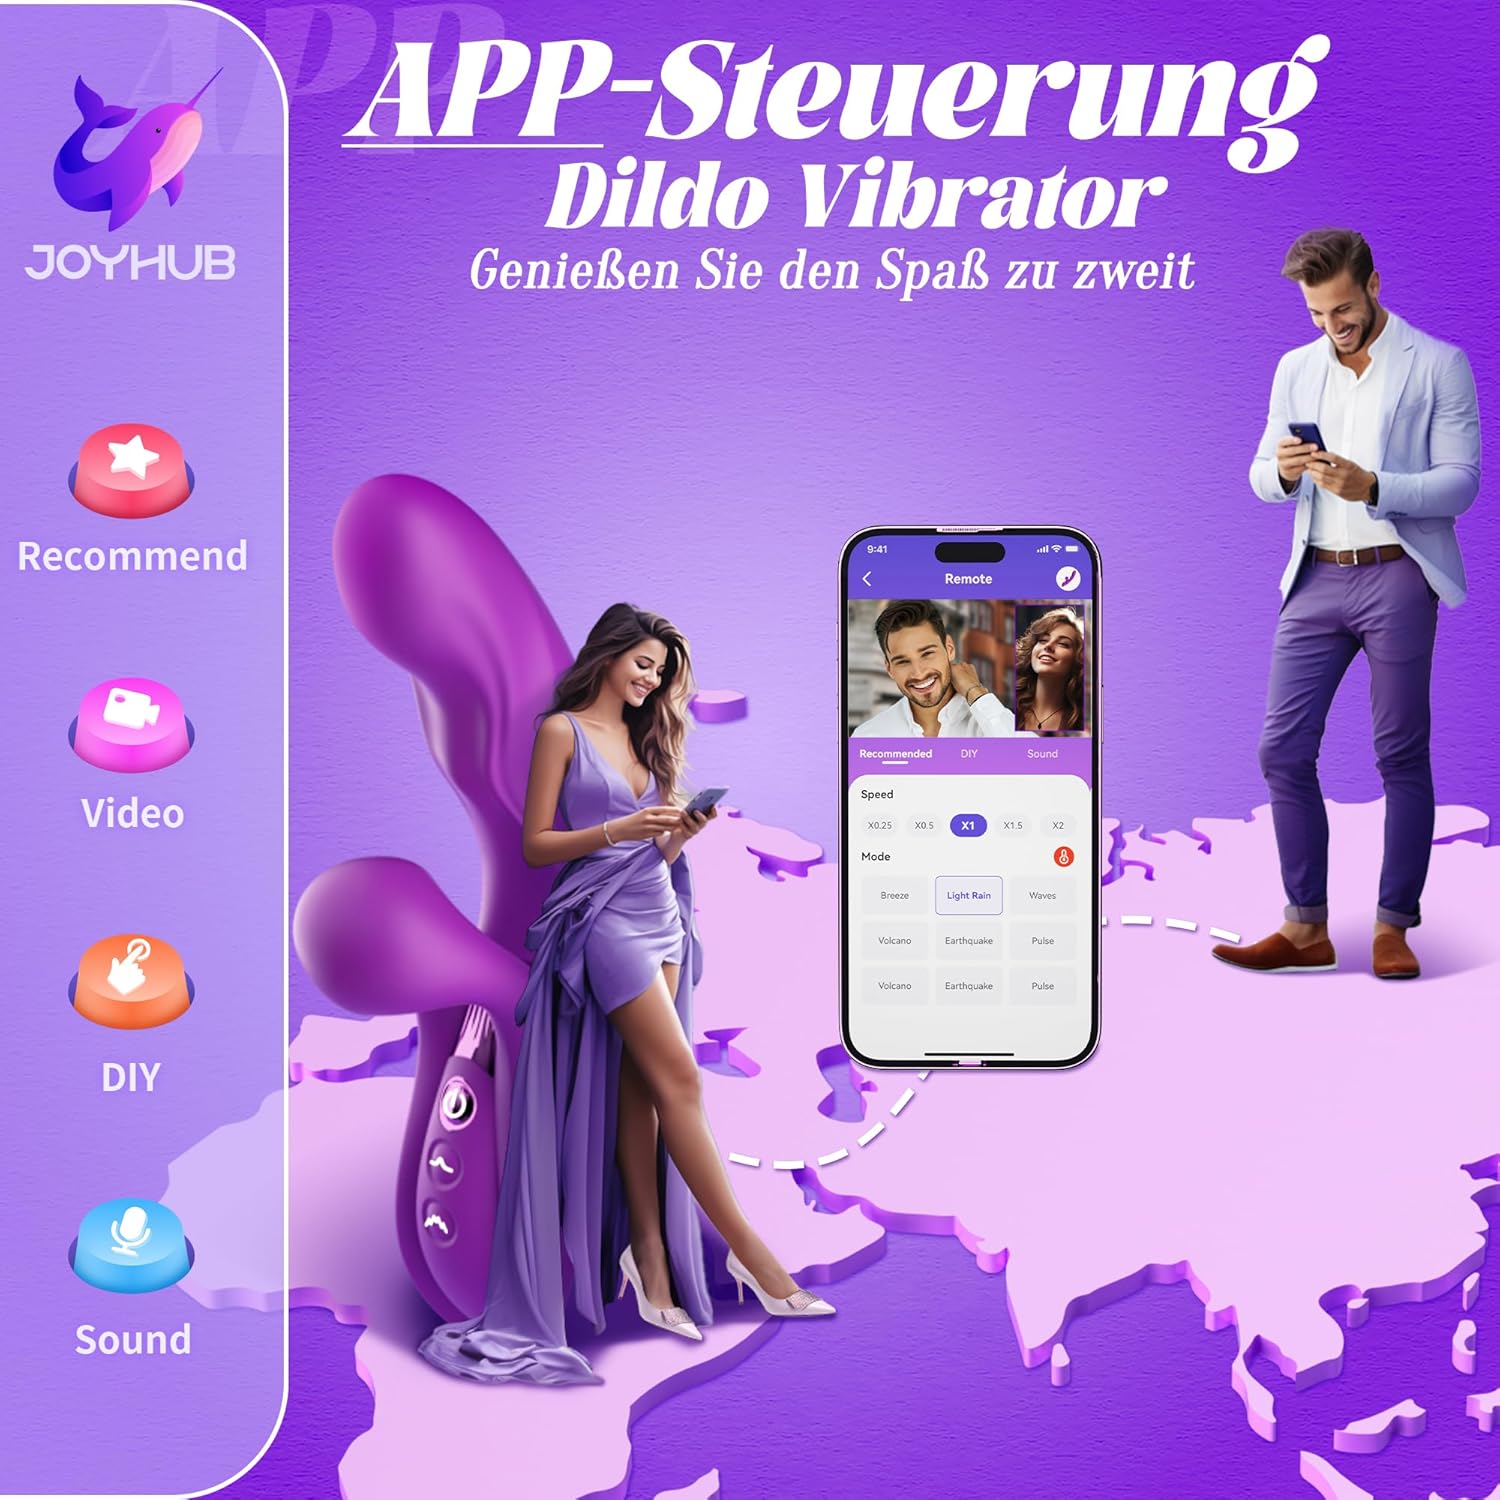 APP
APP-Steuerung
Dildo Vibrator
Genießen Sie den Spaß zu zweit
JOYHUB
Recommend
Video
DIY
Sound
9:41
Remote
Recommended DIY Sound
Speed
X0.25 X0.5 X1 X1.5 X2
Mode
Breeze Light Rain Waves
Volcano Earthquake Pulse
Volcano Earthquake Pulse